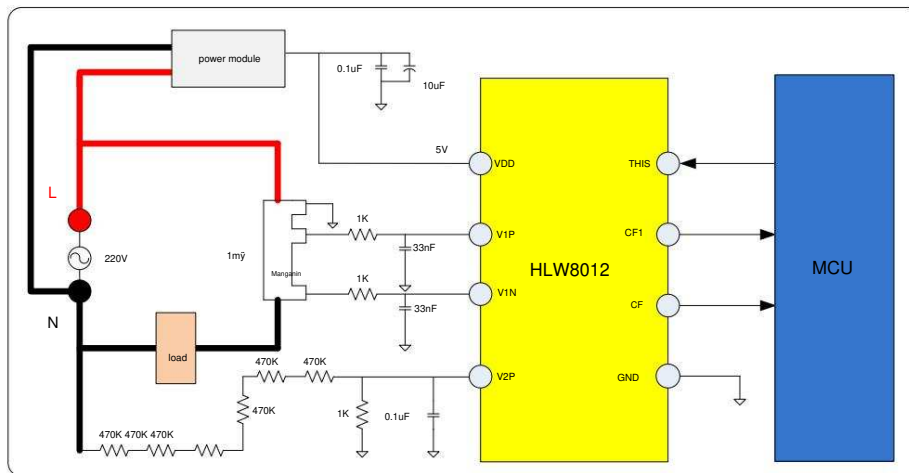 power module
0.1uF
10uF
5V
VDD
THIS
L
1K
V1P
33nF
CF1
220V
1mÿ
Manganin
HLW8012
MCU
1K
V1N
33nF
CF
N
load
470K
470K
V2P
GND
470K
1K
0.1uF
470K 470K 470K